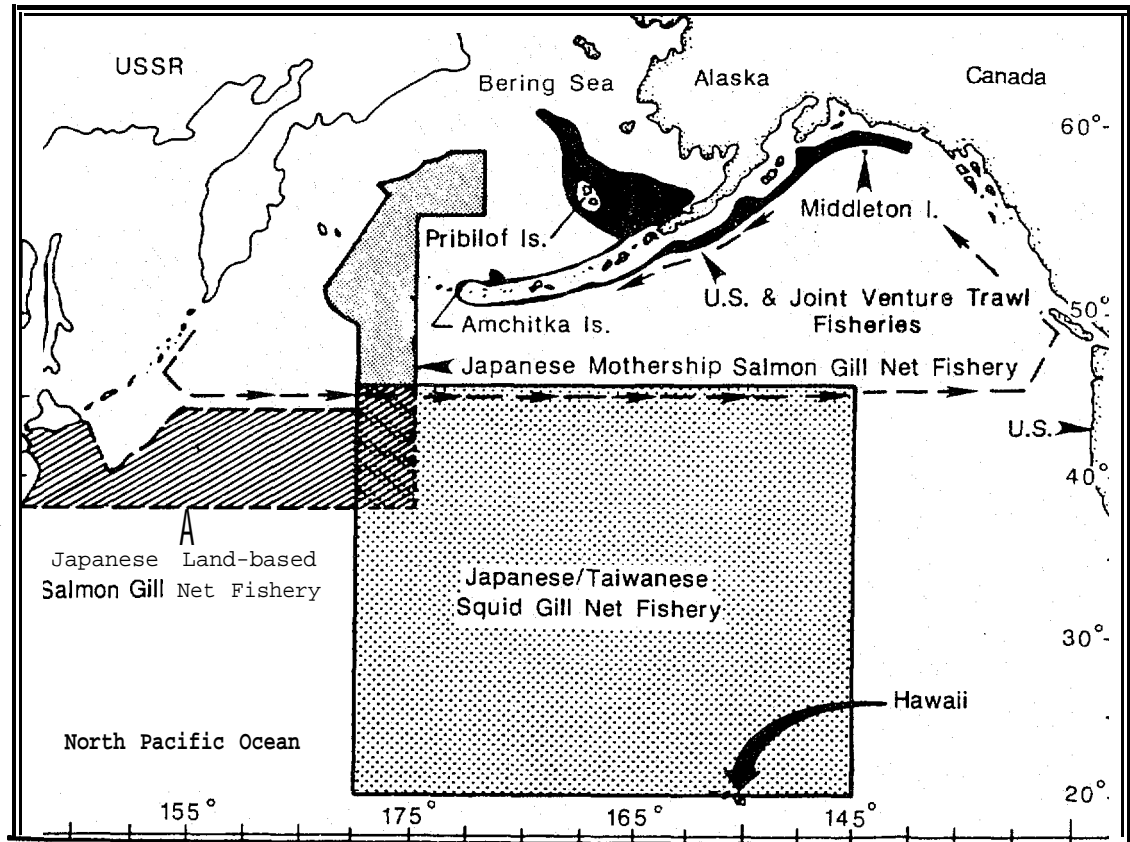 USSR
Bering Sea
Alaska
Canada
60°
Pribilof Is.
Middleton I.
Amchitka Is.
U.S. & Joint Venture Trawl
Fisheries
50°
Japanese Mothership Salmon Gill Net Fishery
U.S.
40°
Japanese Land-based
Salmon Gill Net Fishery
Japanese/Taiwanese
Squid Gill Net Fishery
30°
Hawaii
North Pacific Ocean
20°
155°
175°
165°
145°